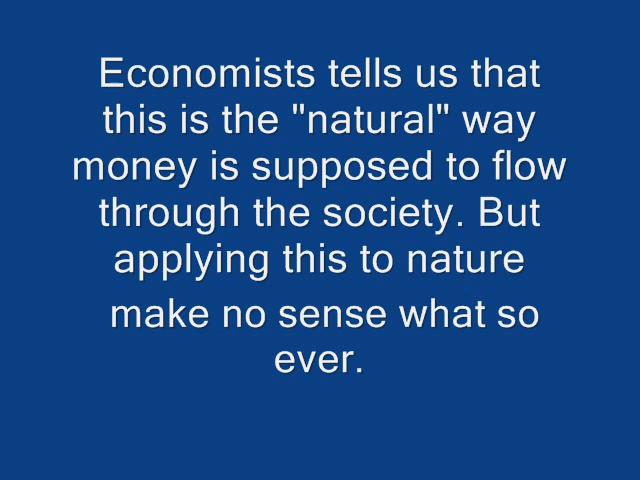 Economists tells us that
this is the "natural" way
money is supposed to flow
through the society. But
applying this to nature
make no sense what so
ever.